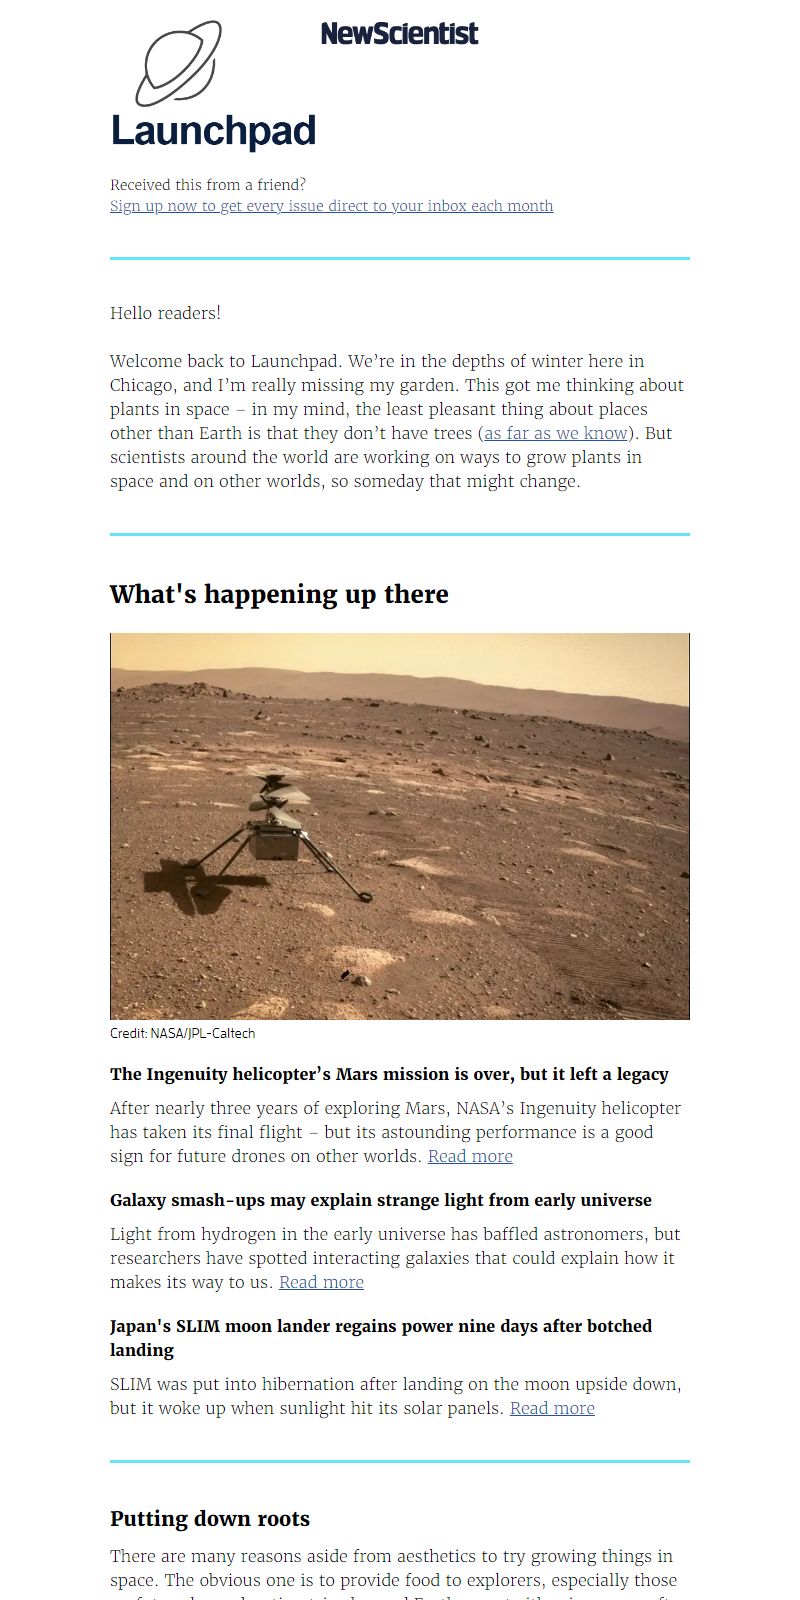 NewScientist
Launchpad
Received this from a friend?
Sign up now to get every issue direct to your inbox each month
Hello readers!
Welcome back to Launchpad. We’re in the depths of winter here in
Chicago, and I’m really missing my garden. This got me thinking about
plants in space – in my mind, the least pleasant thing about places
other than Earth is that they don’t have trees (as far as we know). But
scientists around the world are working on ways to grow plants in
space and on other worlds, so someday that might change.
What's happening up there
Credit: NASA/JPL-Caltech
The Ingenuity helicopter’s Mars mission is over, but it left a legacy
After nearly three years of exploring Mars, NASA’s Ingenuity helicopter
has taken its final flight – but its astounding performance is a good
sign for future drones on other worlds. Read more
Galaxy smash-ups may explain strange light from early universe
Light from hydrogen in the early universe has baffled astronomers, but
researchers have spotted interacting galaxies that could explain how it
makes its way to us. Read more
Japan's SLIM moon lander regains power nine days after botched
landing
SLIM was put into hibernation after landing on the moon upside down,
but it woke up when sunlight hit its solar panels. Read more
Putting down roots
There are many reasons aside from aesthetics to try growing things in
space. The obvious one is to provide food to explorers, especially those